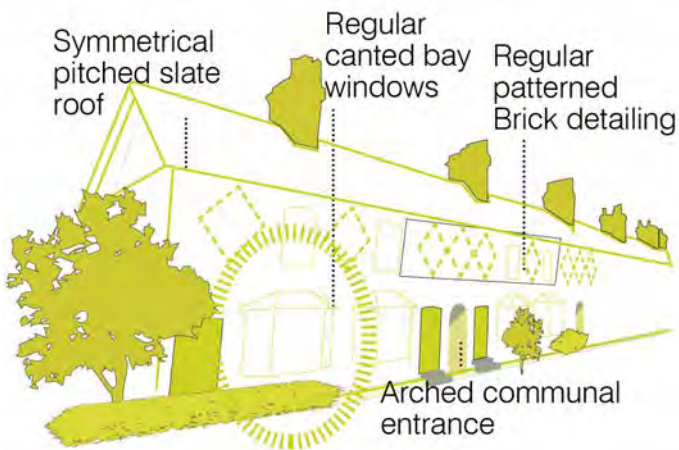 Symmetrical
pitched slate
roof
Regular
canted bay
windows
Regular
patterned
Brick detailing
Arched communal
entrance